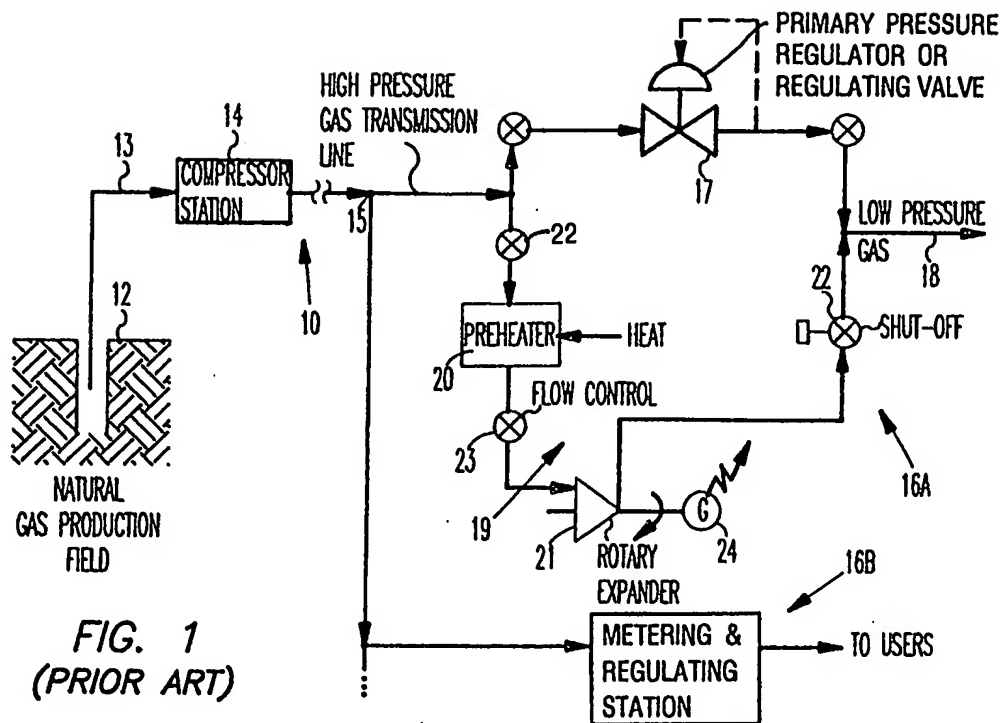 PRIMARY PRESSURE
REGULATOR OR
REGULATING VALVE
HIGH PRESSURE
GAS TRANSMISSION
LINE
14
13
COMPRESSOR
STATION
15
17
LOW PRESSURE
GAS
18
10
12
22
22
SHUT-OFF
PREHEATER
20
HEAT
FLOW CONTROL
23
16A
19
21
G
24
ROTARY
EXPANDER
NATURAL
GAS PRODUCTION
FIELD
16B
METERING &
REGULATING
STATION
TO USERS
FIG. 1
(PRIOR ART)